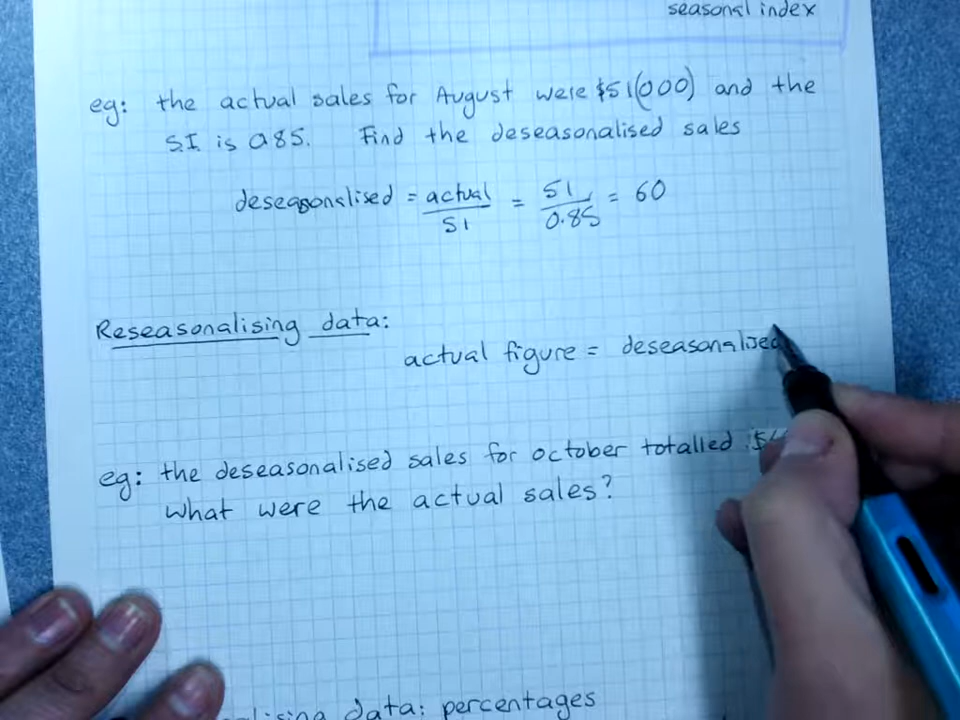 seasonal index
eg: the actual sales for August were $51(000) and the
S.I. is 0.85. Find the deseasonalised sales
deseasonalised = actual / SI = 51 / 0.85 = 60
Reseasonalising data:
actual figure = deseasonalised
eg: the deseasonalised sales for October totalled
What were the actual sales?
data: percentages